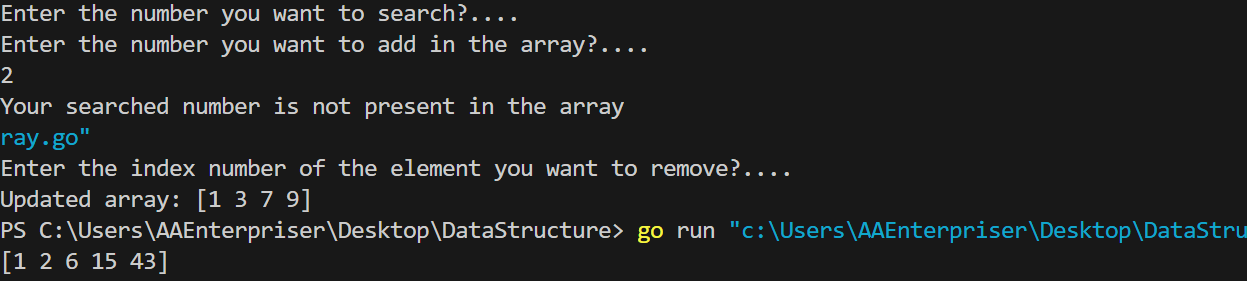 Enter the number you want to search?....
Enter the number you want to add in the array?....
2
Your searched number is not present in the array
ray.go"
Enter the index number of the element you want to remove?....
Updated array: [1 3 7 9]
PS C:\Users\AAEnterpriser\Desktop\DataStructure> go run "c:\Users\AAEnterpriser\Desktop\DataStru
[1 2 6 15 43]